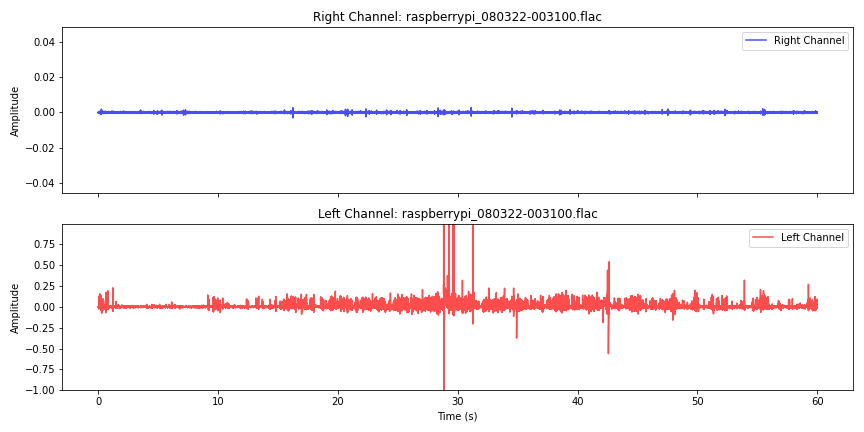 Right Channel: raspberrypi_080322-003100.flac
Right Channel
Amplitude
0.04
0.02
0.00
−0.02
−0.04
Left Channel: raspberrypi_080322-003100.flac
Left Channel
Amplitude
0.75
0.50
0.25
0.00
−0.25
−0.50
−0.75
−1.00
0 10 20 30 40 50 60
Time (s)